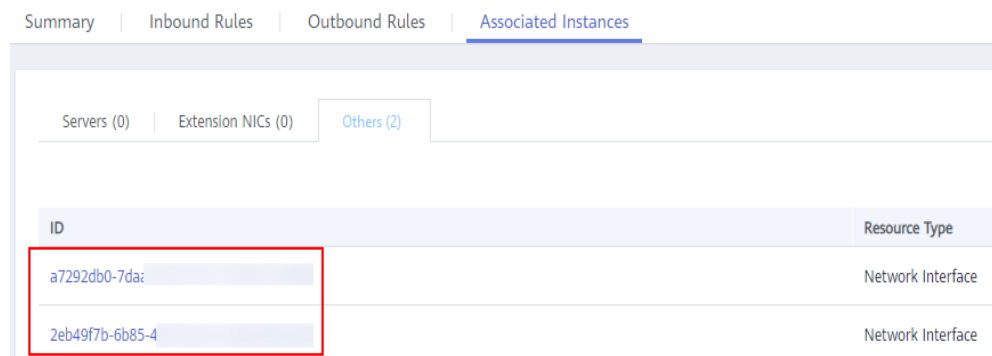 Summary Inbound Rules Outbound Rules Associated Instances
Servers (0) Extension NICs (0) Others (2)
ID Resource Type
a7292db0-7daa Network Interface
2eb49f7b-6b85-4 Network Interface